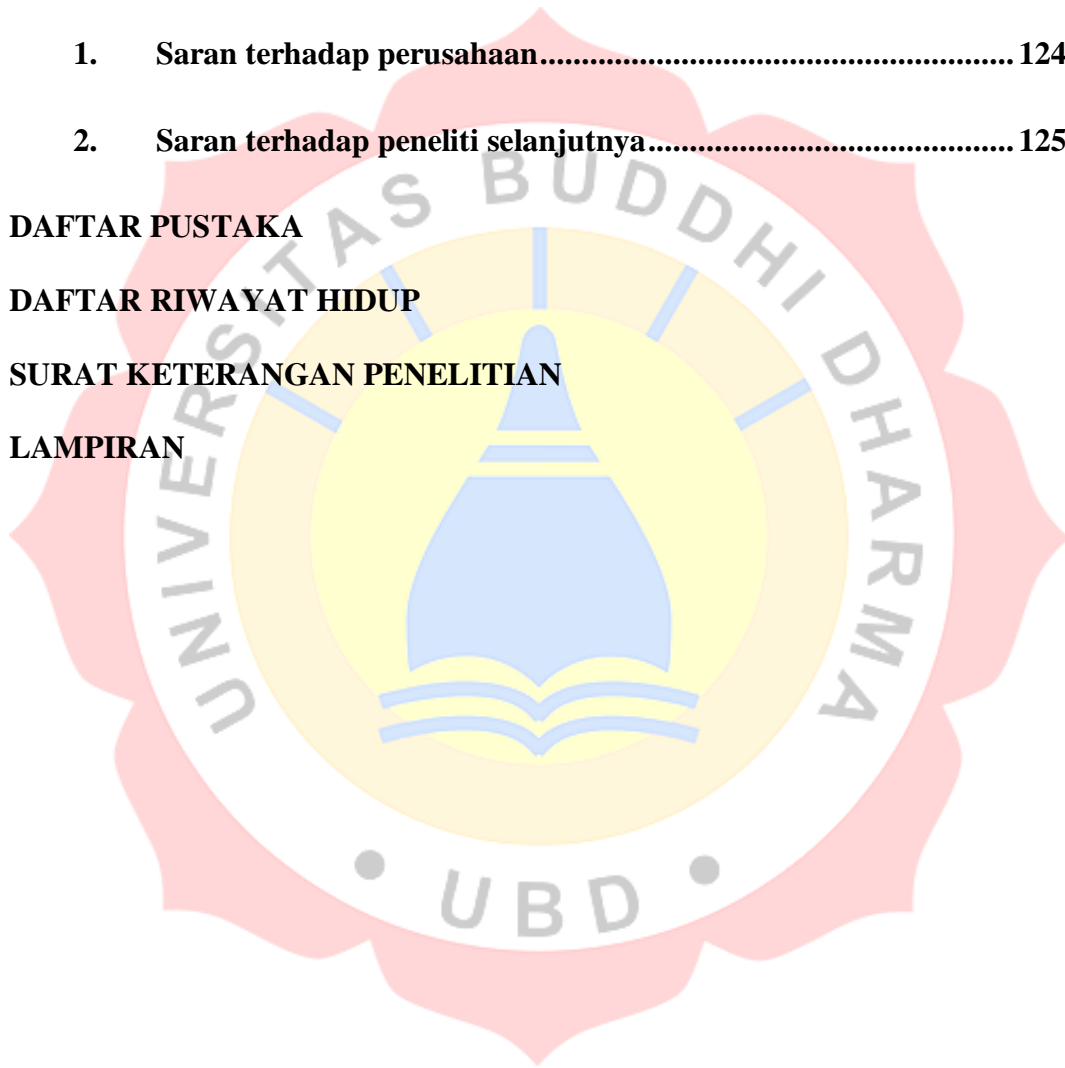 1. Saran terhadap perusahaan......................................................... 124
2. Saran terhadap peneliti selanjutnya............................................ 125
DAFTAR PUSTAKA
DAFTAR RIWAYAT HIDUP
SURAT KETERANGAN PENELITIAN
LAMPIRAN
UNIVERSITAS BUDDHI DHARMA
• UBD •